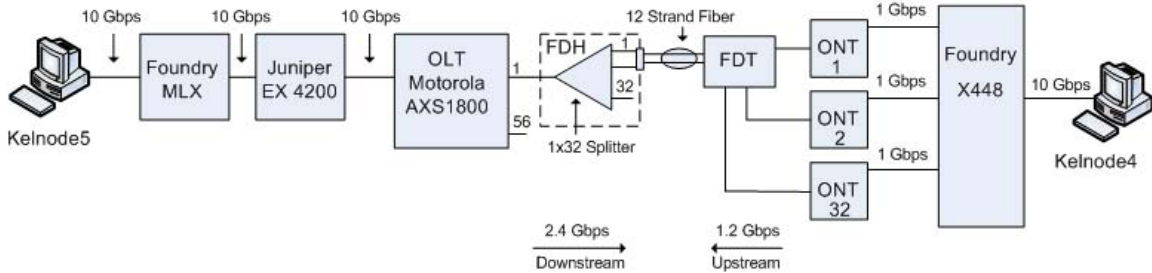 10 Gbps
10 Gbps
10 Gbps
Kelnode5
Foundry
MLX
Juniper
EX 4200
OLT
Motorola
AXS1800
1
56
FDH
1
32
1x32 Splitter
12 Strand Fiber
FDT
ONT
1
ONT
2
ONT
32
1 Gbps
1 Gbps
1 Gbps
Foundry
X448
10 Gbps
Kelnode4
2.4 Gbps
Downstream
1.2 Gbps
Upstream